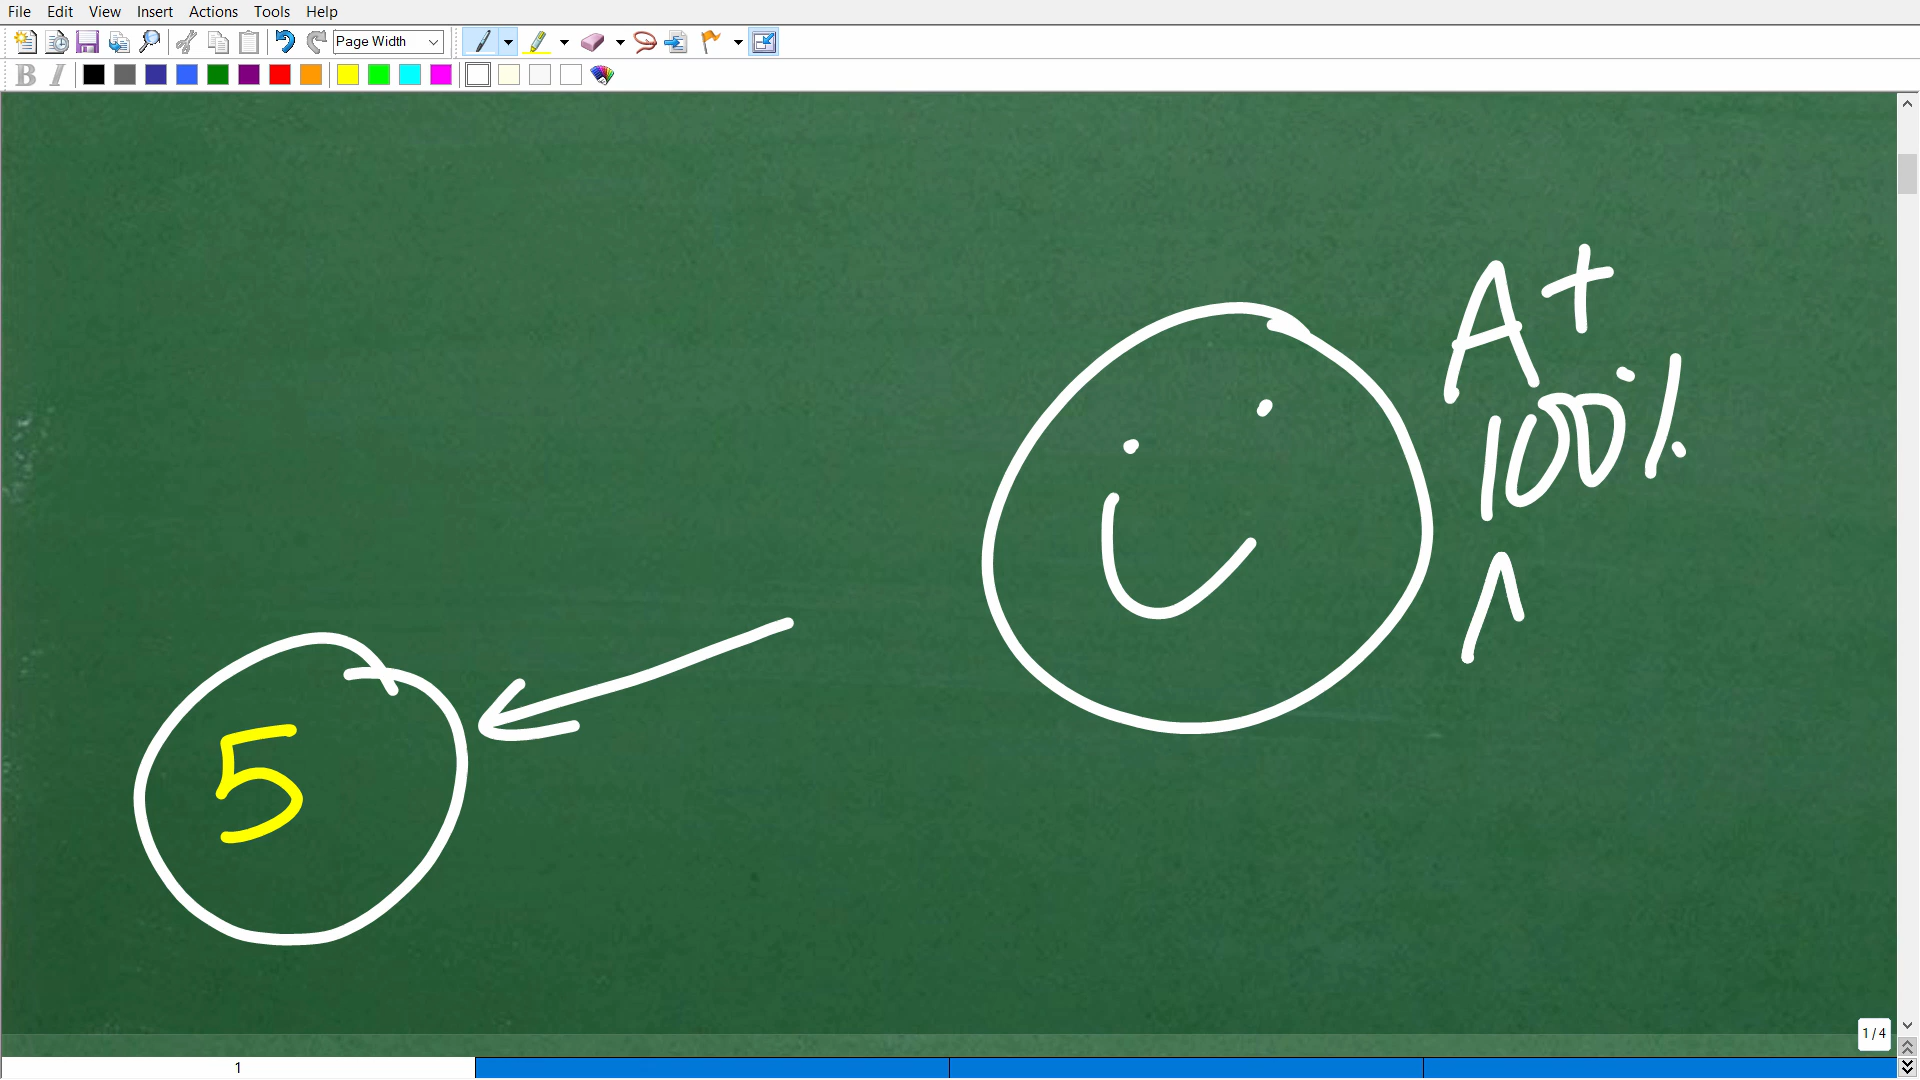 File Edit View Insert Actions Tools Help
Page Width
B I
A+
100%
5
1 / 4
1